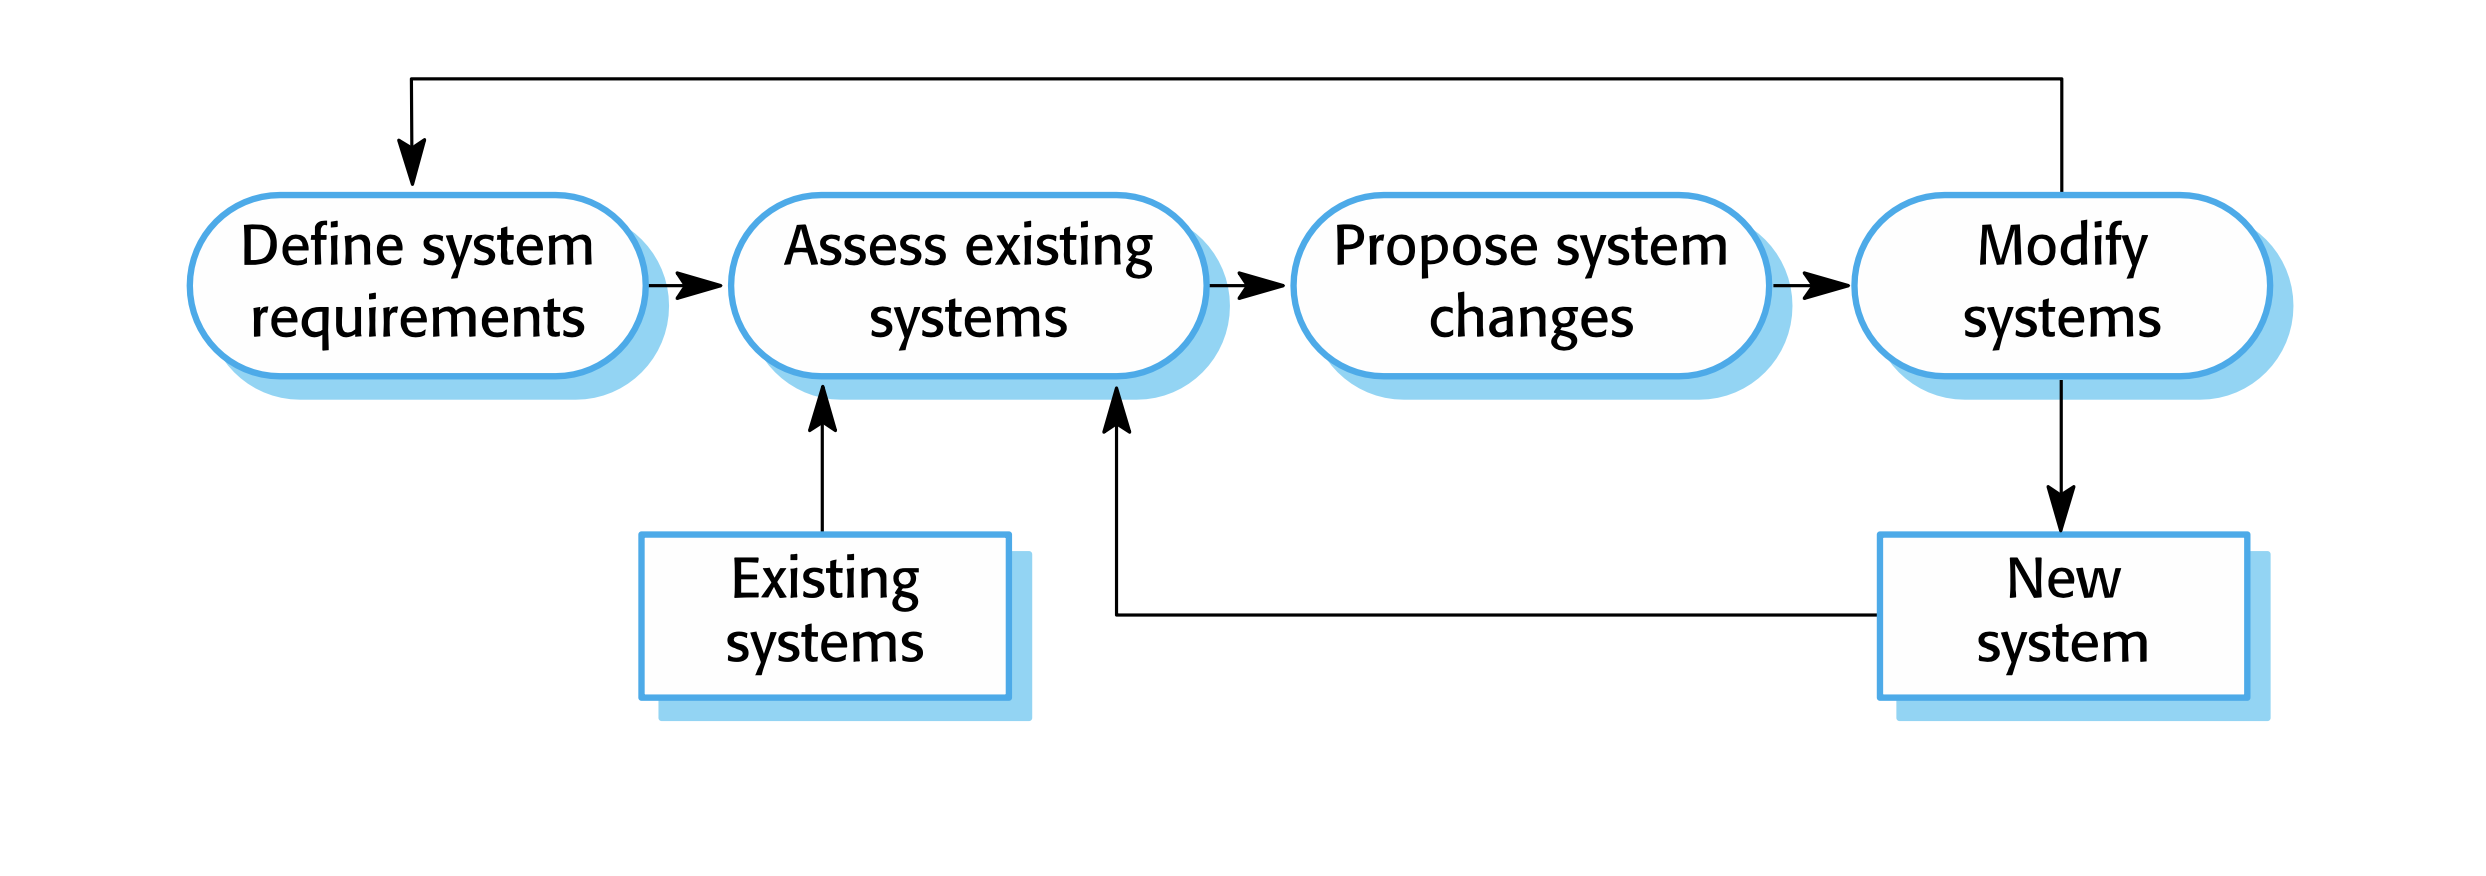 Define system
requirements
Assess existing
systems
Propose system
changes
Modify
systems
Existing
systems
New
system